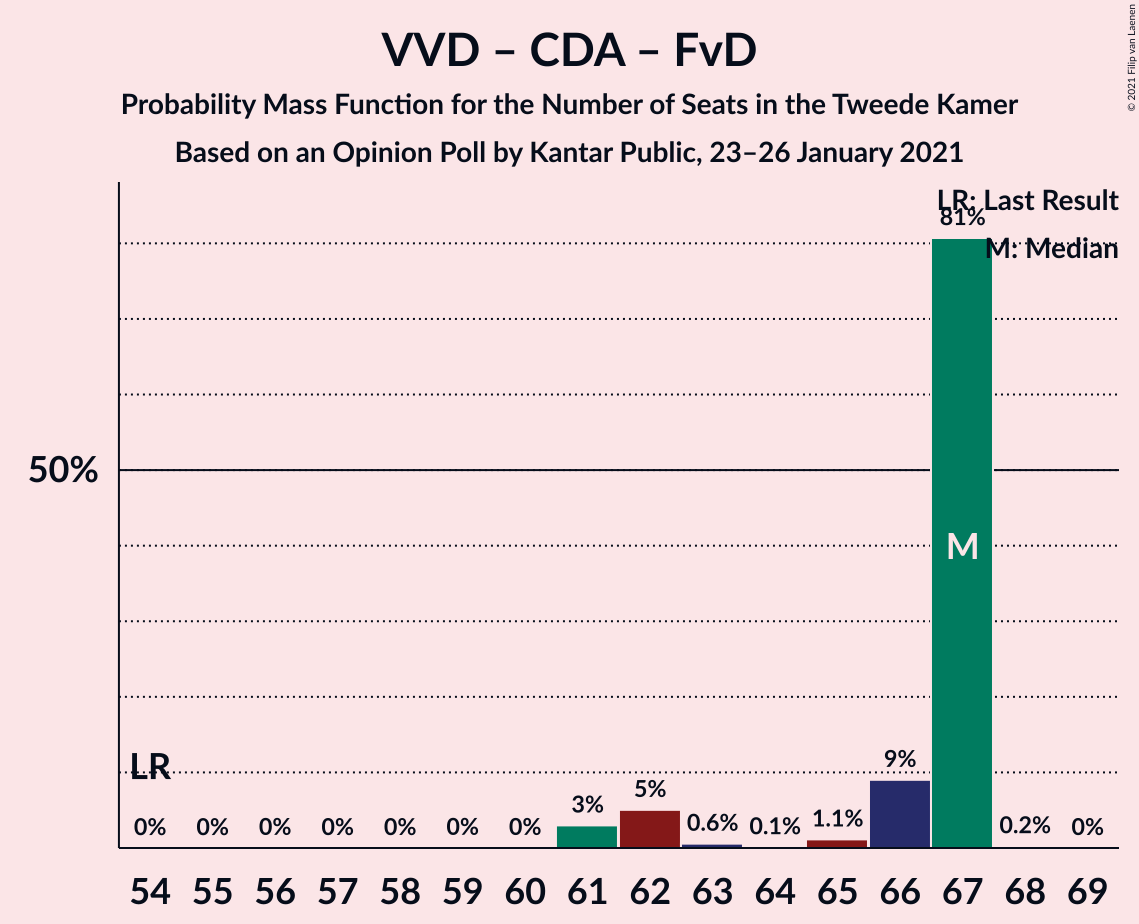 VVD – CDA – FvD
Probability Mass Function for the Number of Seats in the Tweede Kamer
Based on an Opinion Poll by Kantar Public, 23–26 January 2021
© 2021 Filip van Laenen
LR: Last Result
81%
M: Median
50%
M
LR
0% 0% 0% 0% 0% 0% 0% 3% 5% 0.6% 0.1% 1.1% 9% 0.2% 0%
54 55 56 57 58 59 60 61 62 63 64 65 66 67 68 69